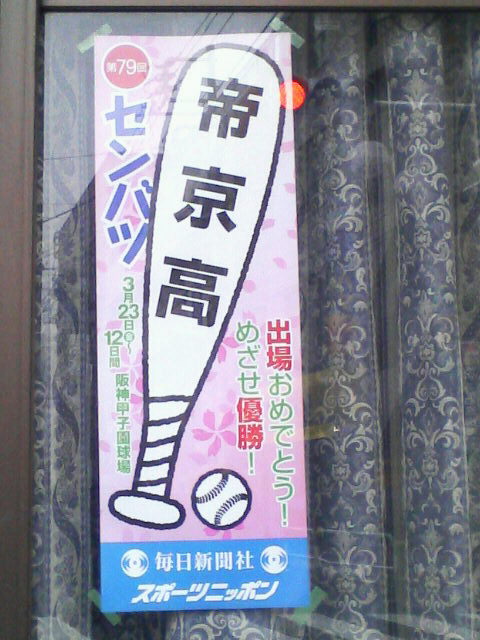 第79回
センバツ
3月23日㊎〜
12日間 阪神甲子園球場
帝京高
出場おめでとう!
めざせ優勝!
毎日新聞社
スポーツニッポン